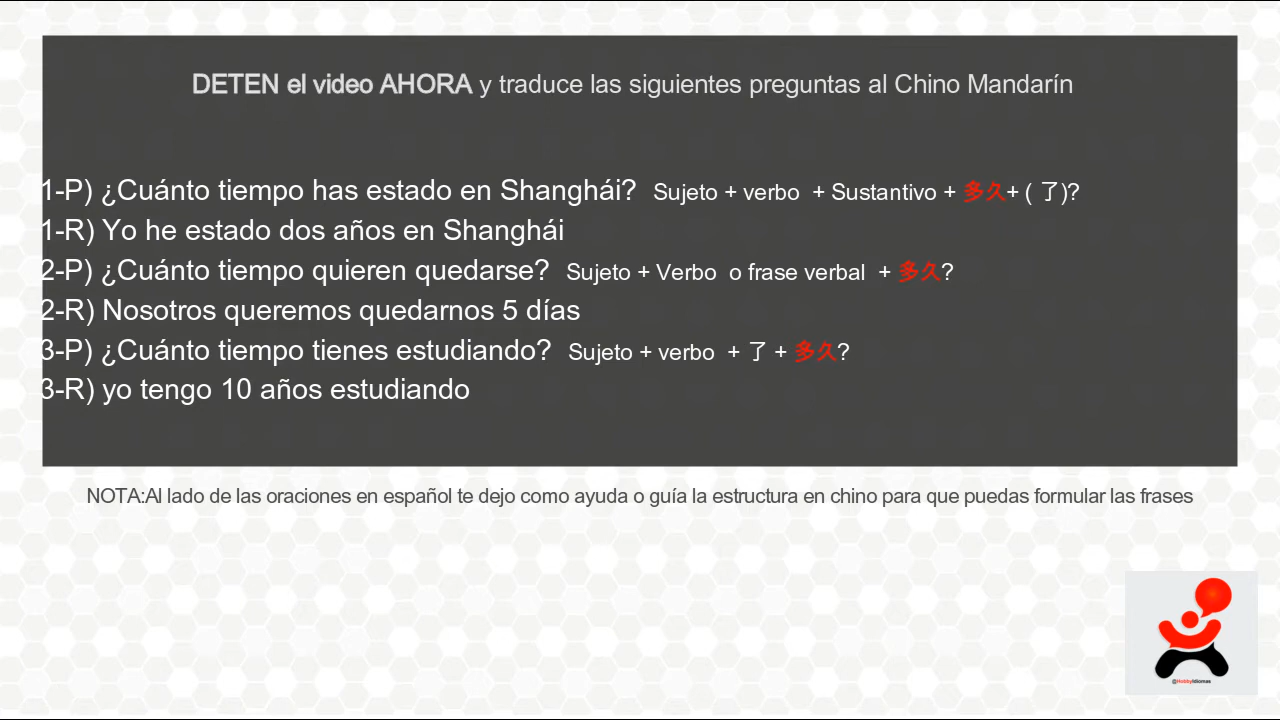 DETEN el video AHORA y traduce las siguientes preguntas al Chino Mandarín
1-P) ¿Cuánto tiempo has estado en Shanghái? Sujeto + verbo + Sustantivo + 多久+ ( 了)?
1-R) Yo he estado dos años en Shanghái
2-P) ¿Cuánto tiempo quieren quedarse? Sujeto + Verbo o frase verbal + 多久?
2-R) Nosotros queremos quedarnos 5 días
3-P) ¿Cuánto tiempo tienes estudiando? Sujeto + verbo + 了 + 多久?
3-R) yo tengo 10 años estudiando
NOTA:Al lado de las oraciones en español te dejo como ayuda o guía la estructura en chino para que puedas formular las frases
@HobbyIdiomas